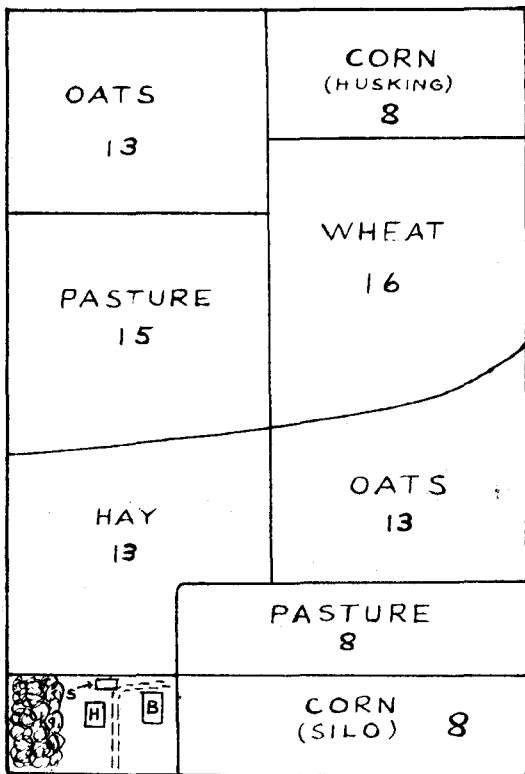 OATS
13
CORN
(HUSKING)
8
PASTURE
15
WHEAT
16
HAY
13
OATS
13
PASTURE
8
S
H
B
CORN
(SILO) 8